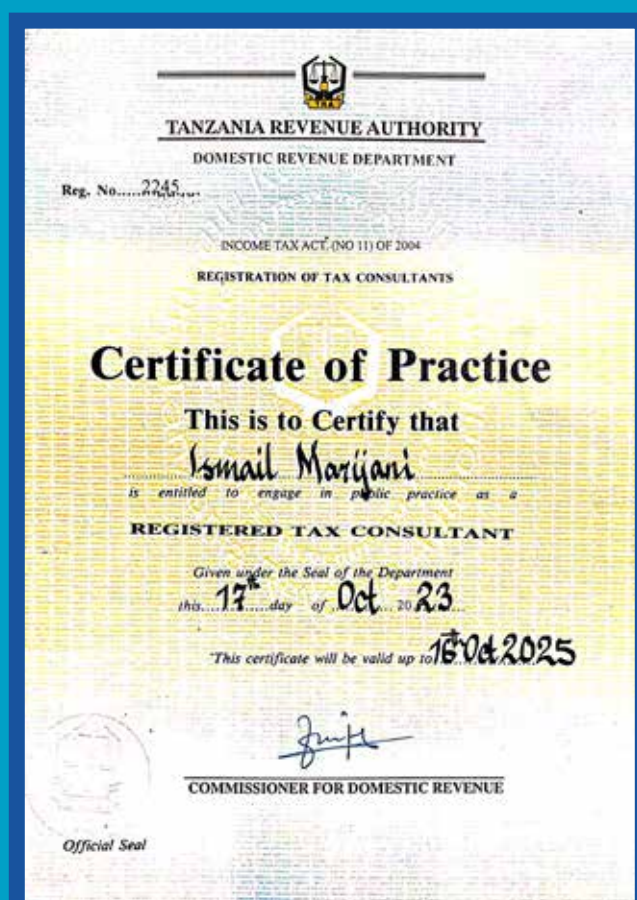 TRA
TANZANIA REVENUE AUTHORITY
DOMESTIC REVENUE DEPARTMENT
Reg. No.....2245.....
INCOME TAX ACT. (NO 11) OF 2004
REGISTRATION OF TAX CONSULTANTS
Certificate of Practice
This is to Certify that
Ismail Marijani
is entitled to engage in public practice as a
REGISTERED TAX CONSULTANT
Given under the Seal of the Department
this....17th....day of ....Oct.... 20 23....
"This certificate will be valid up to 16th Oct 2025
COMMISSIONER FOR DOMESTIC REVENUE
Official Seal